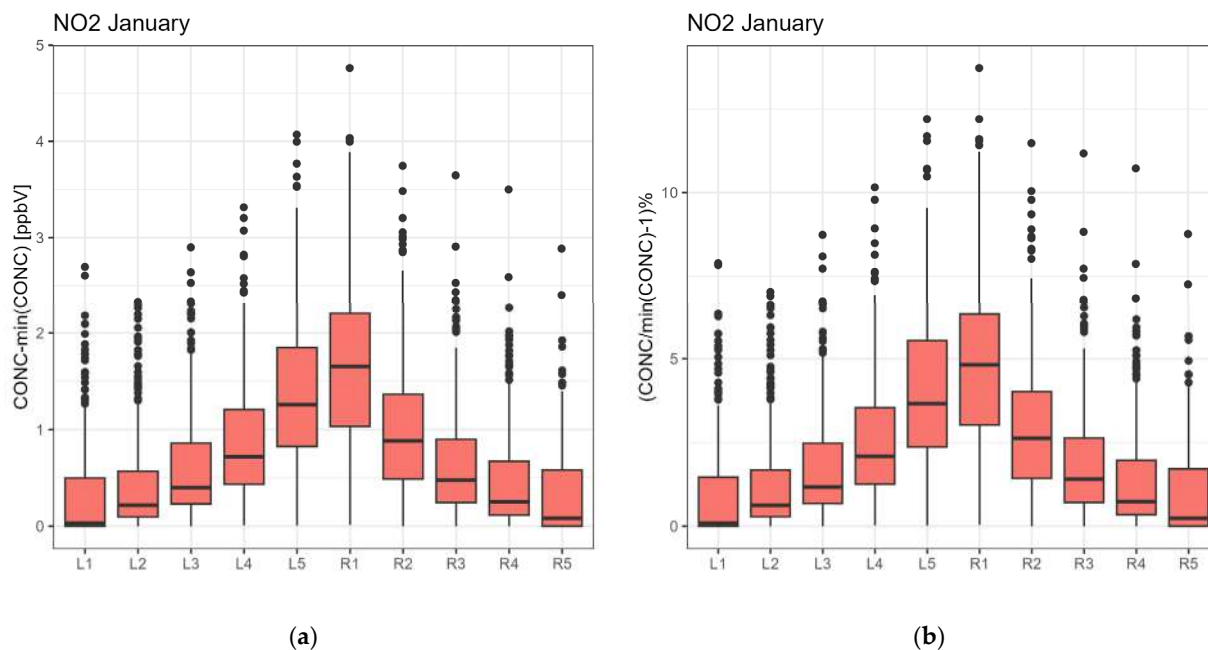 NO2 January
CONC-min(CONC) [ppbV]
5
4
3
2
1
0
L1 L2 L3 L4 L5 R1 R2 R3 R4 R5
(a)
NO2 January
(CONC/min(CONC)-1)%
10
5
0
L1 L2 L3 L4 L5 R1 R2 R3 R4 R5
(b)